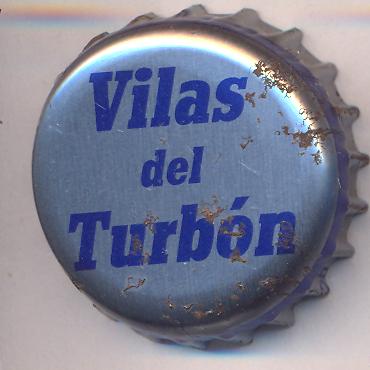 Vilas
del
Turbón